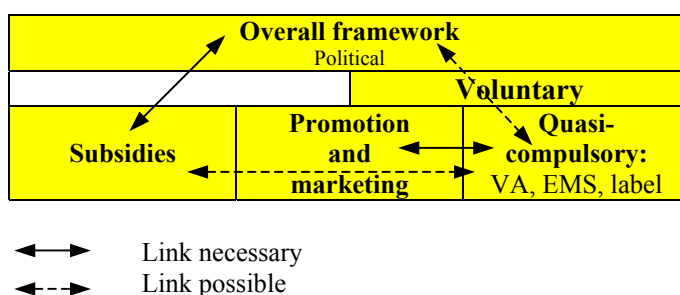 Overall framework
Political
Voluntary
Subsidies
Promotion
and
marketing
Quasi-
compulsory:
VA, EMS, label
Link necessary
Link possible